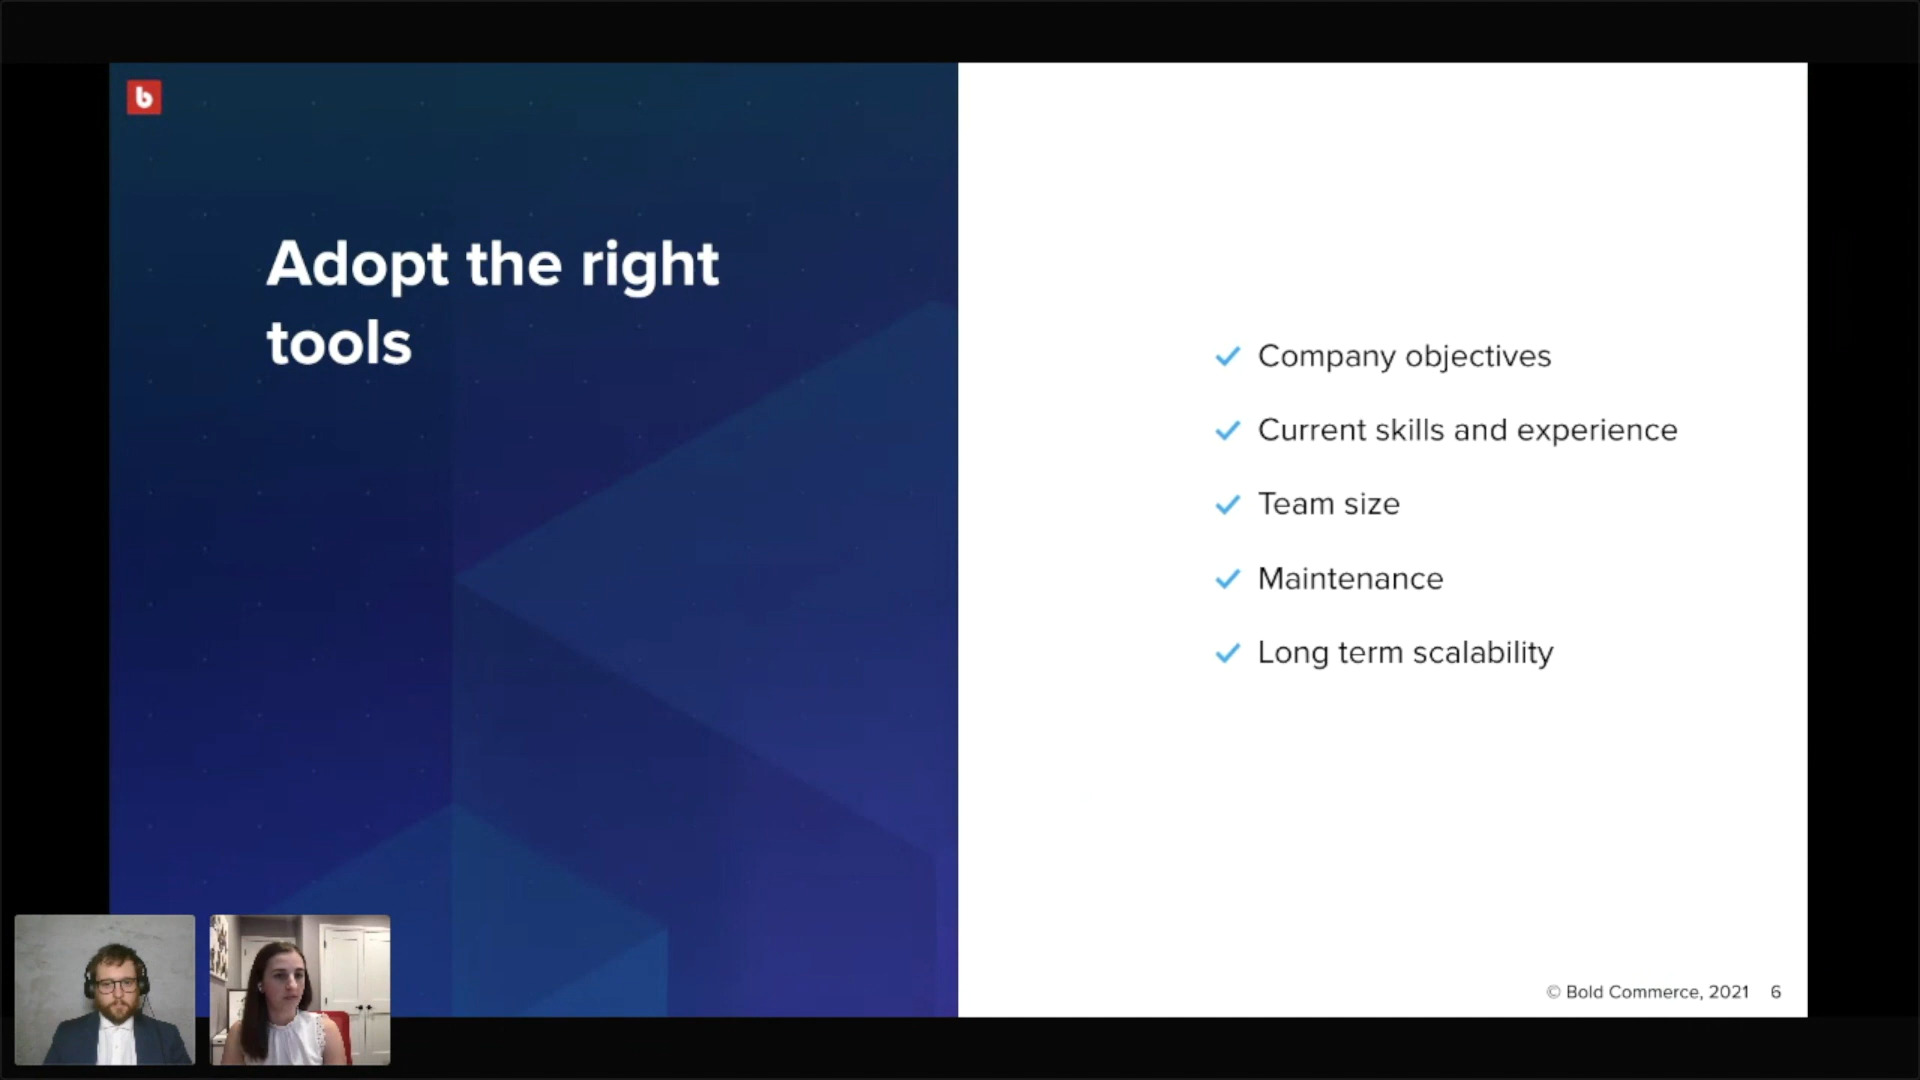 b
Adopt the right
tools
Company objectives
Current skills and experience
Team size
Maintenance
Long term scalability
© Bold Commerce, 2021 6